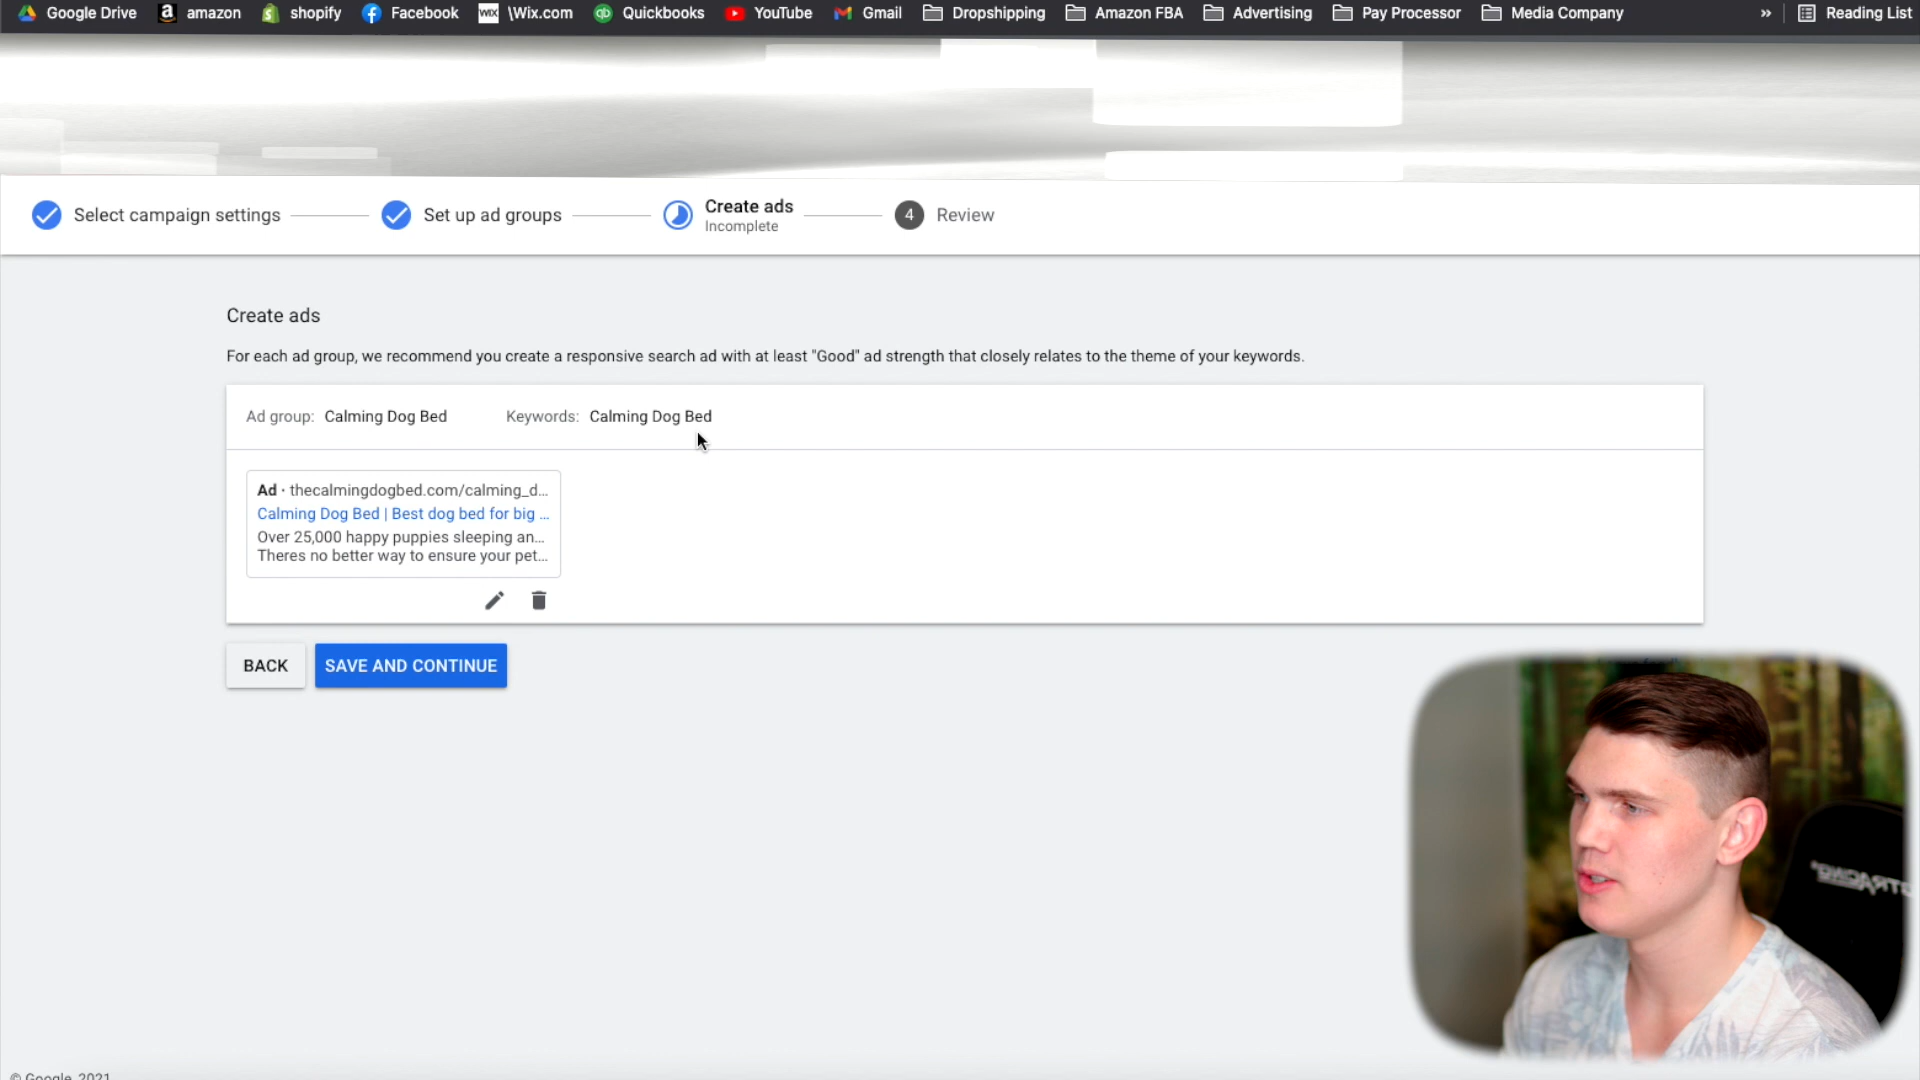 Google Drive amazon shopify Facebook \Wix.com Quickbooks YouTube Gmail Dropshipping Amazon FBA Advertising Pay Processor Media Company » Reading List
Select campaign settings Set up ad groups Create ads Incomplete 4 Review
Create ads
For each ad group, we recommend you create a responsive search ad with at least "Good" ad strength that closely relates to the theme of your keywords.
Ad group: Calming Dog Bed Keywords: Calming Dog Bed
Ad · thecalmingdogbed.com/calming_d...
Calming Dog Bed | Best dog bed for big ...
Over 25,000 happy puppies sleeping an...
Theres no better way to ensure your pet...
BACK SAVE AND CONTINUE
© Google, 2021